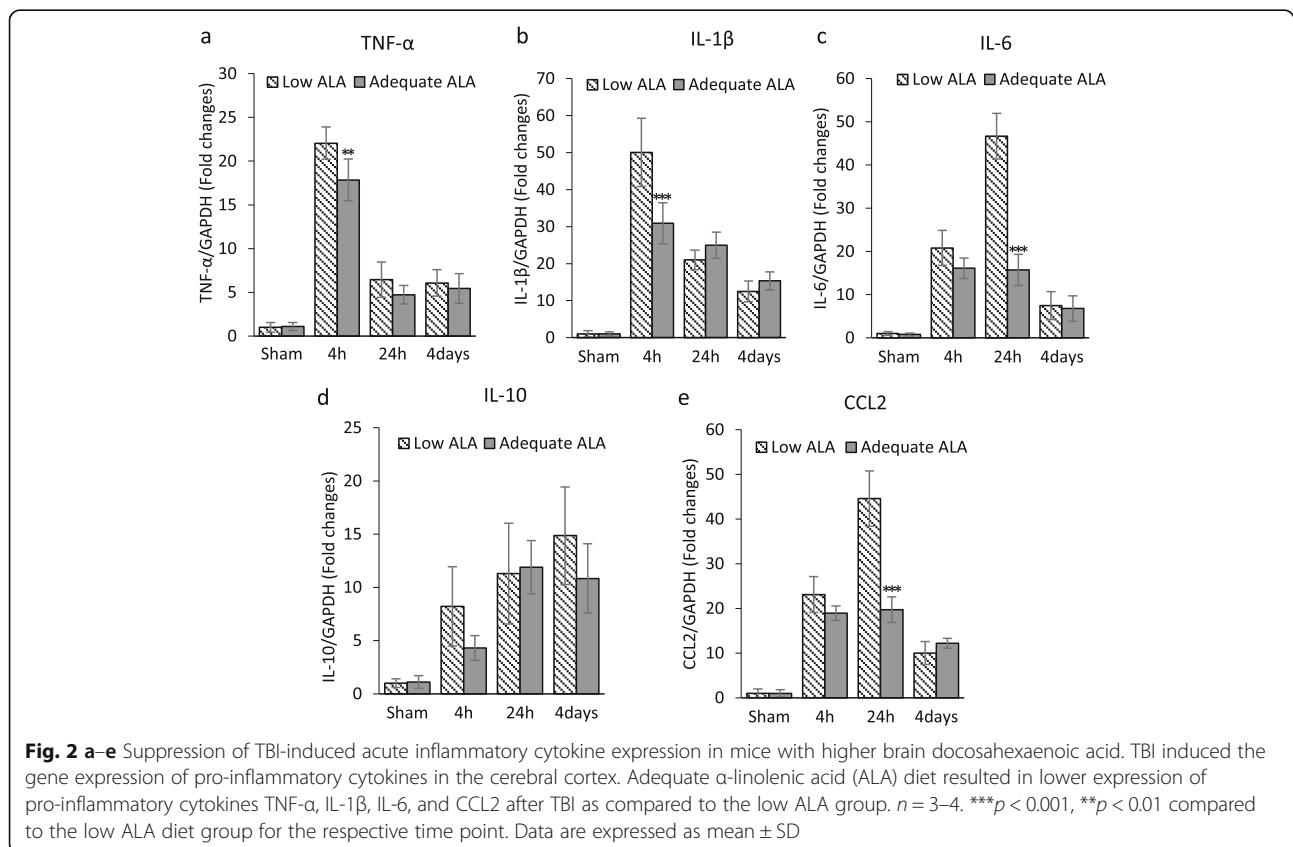 a
TNF-α
Low ALA Adequate ALA
TNF-α/GAPDH (Fold changes)
30
25
20
15
10
5
0
**
Sham 4h 24h 4days
b
IL-1β
Low ALA Adequate ALA
IL-1β/GAPDH (Fold changes)
70
60
50
40
30
20
10
0
***
Sham 4h 24h 4days
c
IL-6
Low ALA Adequate ALA
IL-6/GAPDH (Fold changes)
60
50
40
30
20
10
0
***
Sham 4h 24h 4days
d
IL-10
Low ALA Adequate ALA
IL-10/GAPDH (Fold changes)
25
20
15
10
5
0
Sham 4h 24h 4days
e
CCL2
Low ALA Adequate ALA
CCL2/GAPDH (Fold changes)
60
50
40
30
20
10
0
***
Sham 4h 24h 4days
Fig. 2 a–e Suppression of TBI-induced acute inflammatory cytokine expression in mice with higher brain docosahexaenoic acid. TBI induced the
gene expression of pro-inflammatory cytokines in the cerebral cortex. Adequate α-linolenic acid (ALA) diet resulted in lower expression of
pro-inflammatory cytokines TNF-α, IL-1β, IL-6, and CCL2 after TBI as compared to the low ALA group. n = 3–4. ***p < 0.001, **p < 0.01 compared
to the low ALA diet group for the respective time point. Data are expressed as mean ± SD